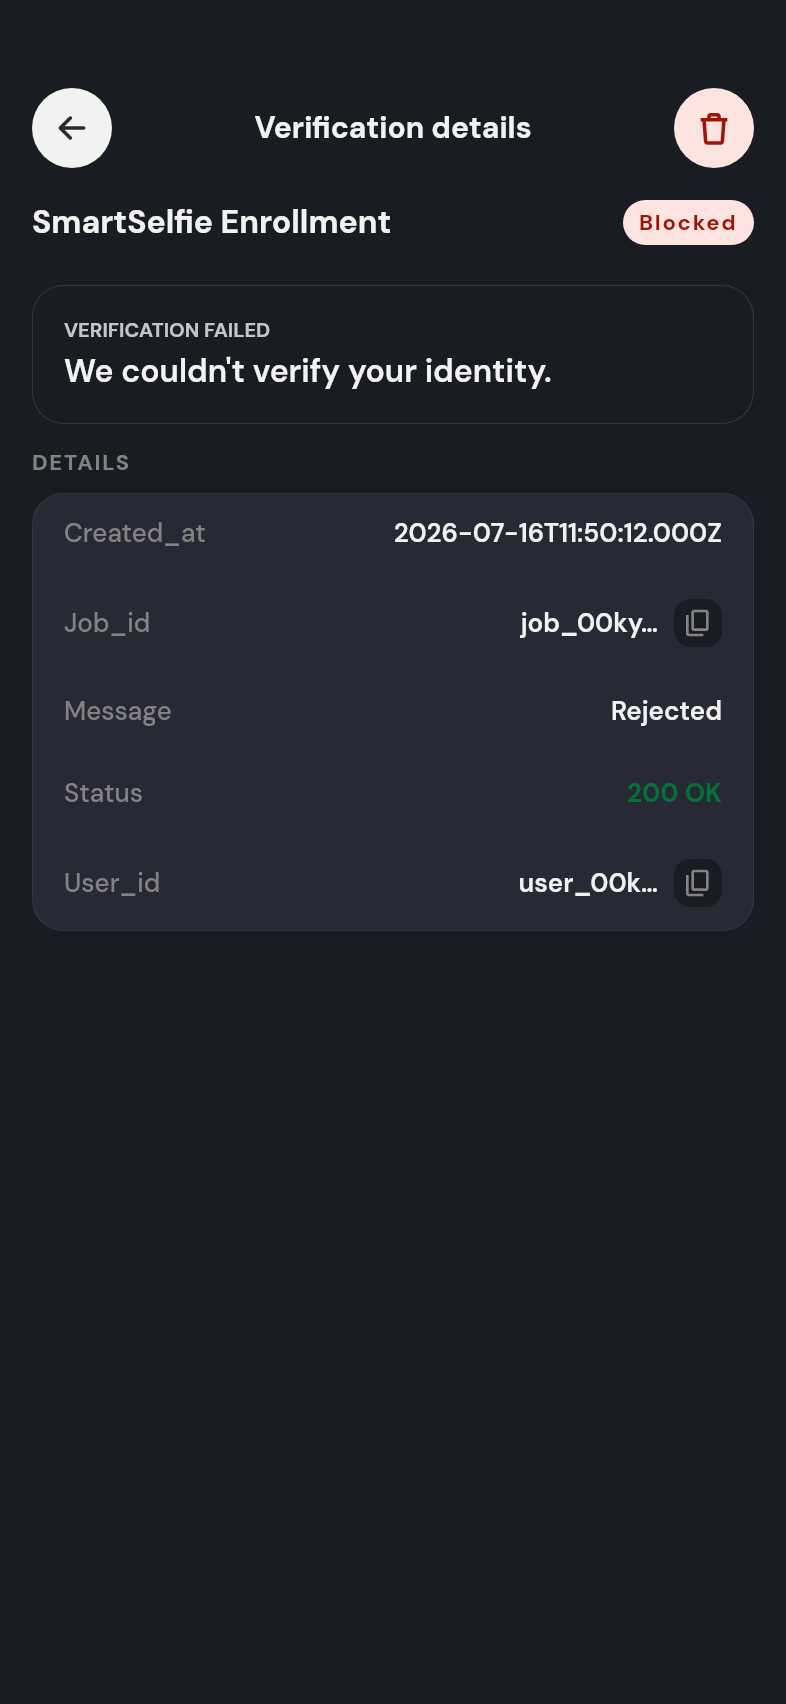 Verification details
SmartSelfie Enrollment
Blocked
VERIFICATION FAILED
We couldn't verify your identity.
DETAILS
Created_at 2026-07-16T11:50:12.000Z
Job_id job_00ky...
Message Rejected
Status 200 OK
User_id user_00k...